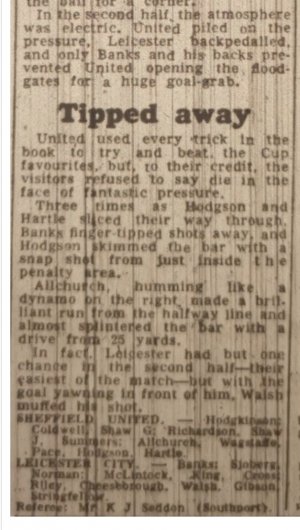 the ball for a corner.
In the second half, the atmosphere
was electric. United piled on the
pressure, Leicester backpedalled,
and only Banks and his backs pre-
vented United opening the flood-
gates for a huge goal-grab.
Tipped away
United used every trick in the
book to try and beat the Cup
favourites, but, to their credit, the
visitors refused to say die in the
face of fantastic pressure.
Three times as Hodgson and
Hartle sliced their way through,
Banks finger-tipped shots away, and
Hodgson skimmed the bar with a
snap shot from just inside the
penalty area.
Allchurch, humming like a
dynamo on the right, made a bril-
liant run from the halfway line and
almost splintered the bar with a
drive from 25 yards.
In fact, Leicester had but one
chance in the second half—their
easiest of the match—but with the
goal yawning in front of him, Walsh
muffed his shot.
SHEFFIELD UNITED. — Hodgkinson;
Coldwell, Shaw G; Richardson, Shaw
J, Summers; Allchurch, Wagstaffe,
Pace, Hodgson, Hartle.
LEICESTER CITY. — Banks; Sjoberg,
Norman; McLintock, King, Cross;
Riley, Cheesebrough, Walsh, Gibson,
Stringfellow.
Referee: Mr K J Seddon (Southport).